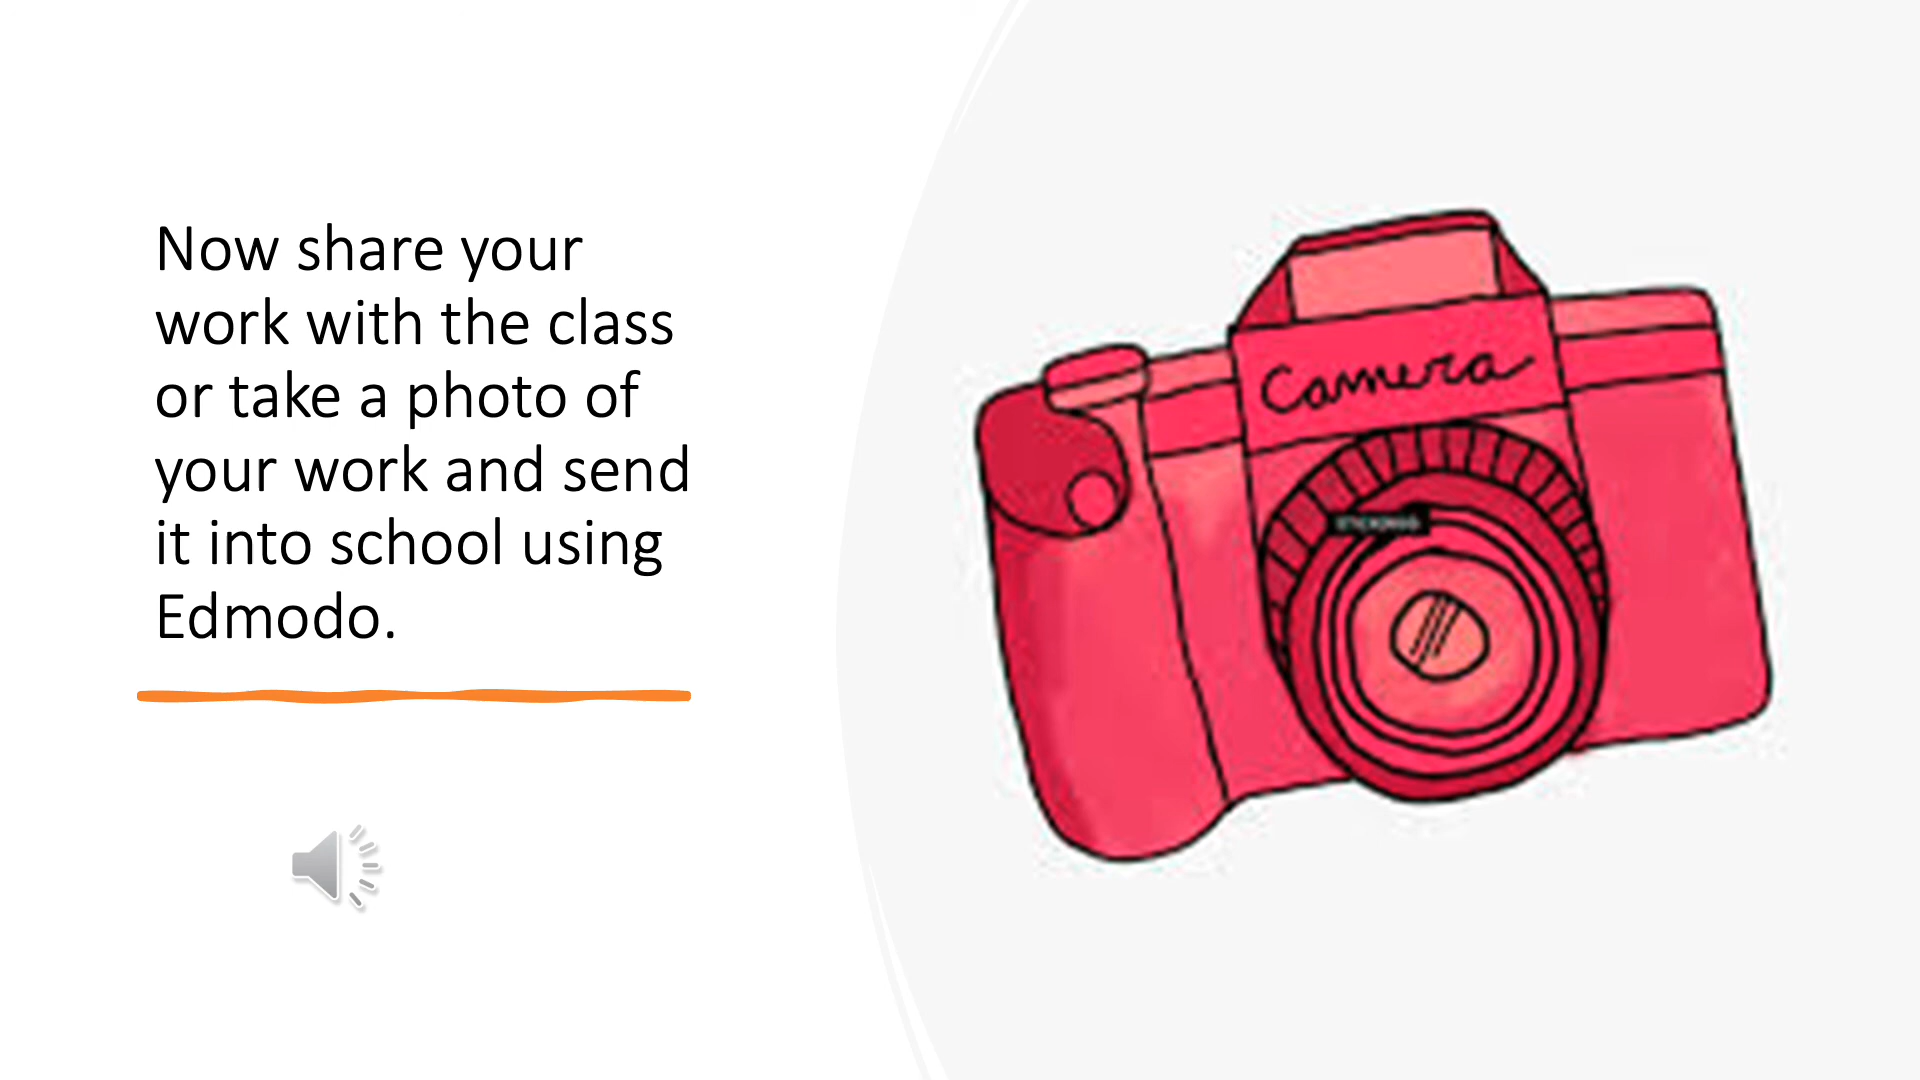 Now share your
work with the class
or take a photo of
your work and send
it into school using
Edmodo.
Camera